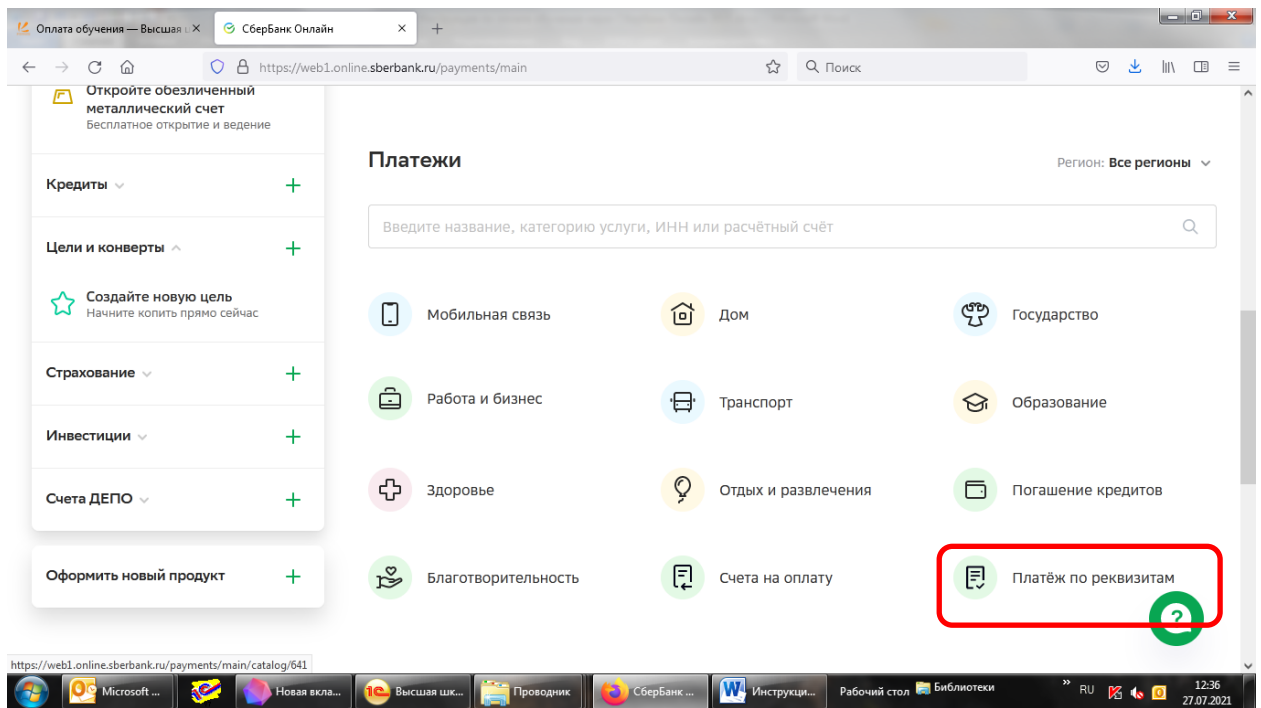 Оплата обучения — Высшая
СберБанк Онлайн
https://web1.online.sberbank.ru/payments/main
Поиск
Откройте обезличенный
металлический счет
Бесплатное открытие и ведение
Кредиты
Цели и конверты
Создайте новую цель
Начните копить прямо сейчас
Страхование
Инвестиции
Счета ДЕПО
Оформить новый продукт
Платежи
Регион: Все регионы
Введите название, категорию услуги, ИНН или расчётный счёт
Мобильная связь
Дом
Государство
Работа и бизнес
Транспорт
Образование
Здоровье
Отдых и развлечения
Погашение кредитов
Благотворительность
Счета на оплату
Платёж по реквизитам
?
https://web1.online.sberbank.ru/payments/main/catalog/641
Microsoft ...
Новая вкла...
Высшая шк...
Проводник
СберБанк ...
Инструкци...
Рабочий стол
Библиотеки
»
RU
12:36
27.07.2021